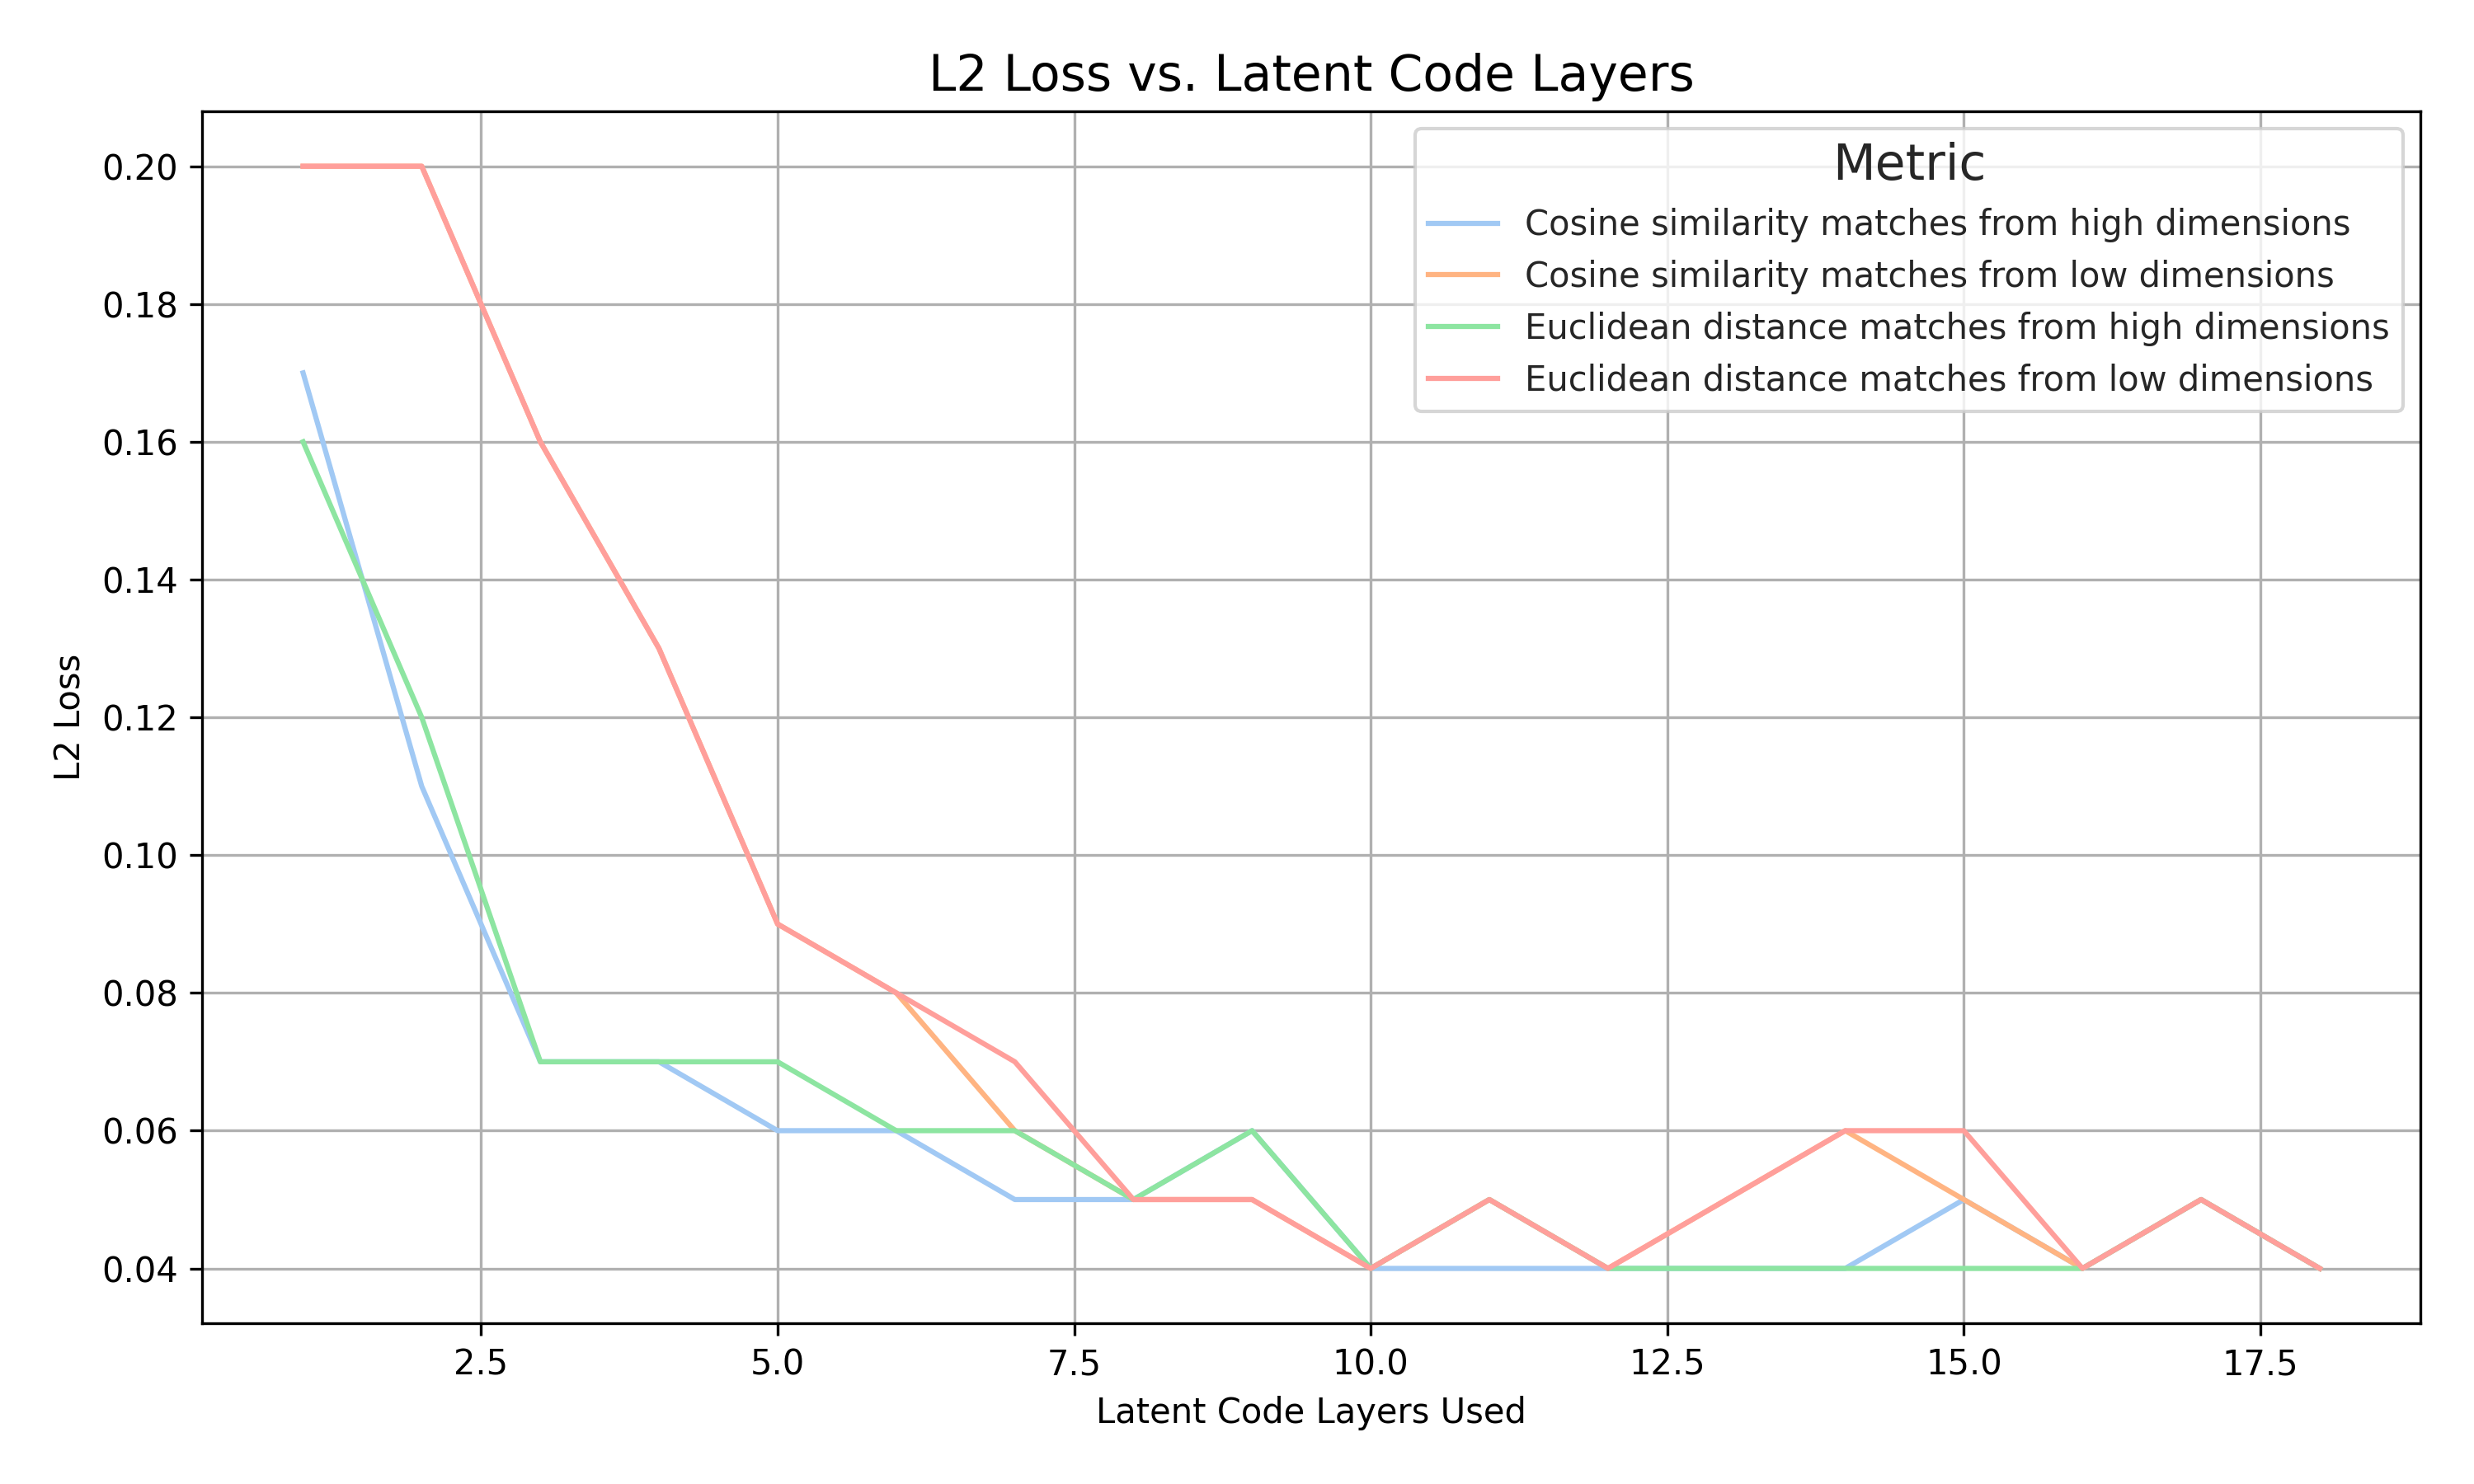 L2 Loss vs. Latent Code Layers
Metric
Cosine similarity matches from high dimensions
Cosine similarity matches from low dimensions
Euclidean distance matches from high dimensions
Euclidean distance matches from low dimensions
L2 Loss
0.20
0.18
0.16
0.14
0.12
0.10
0.08
0.06
0.04
2.5 5.0 7.5 10.0 12.5 15.0 17.5
Latent Code Layers Used